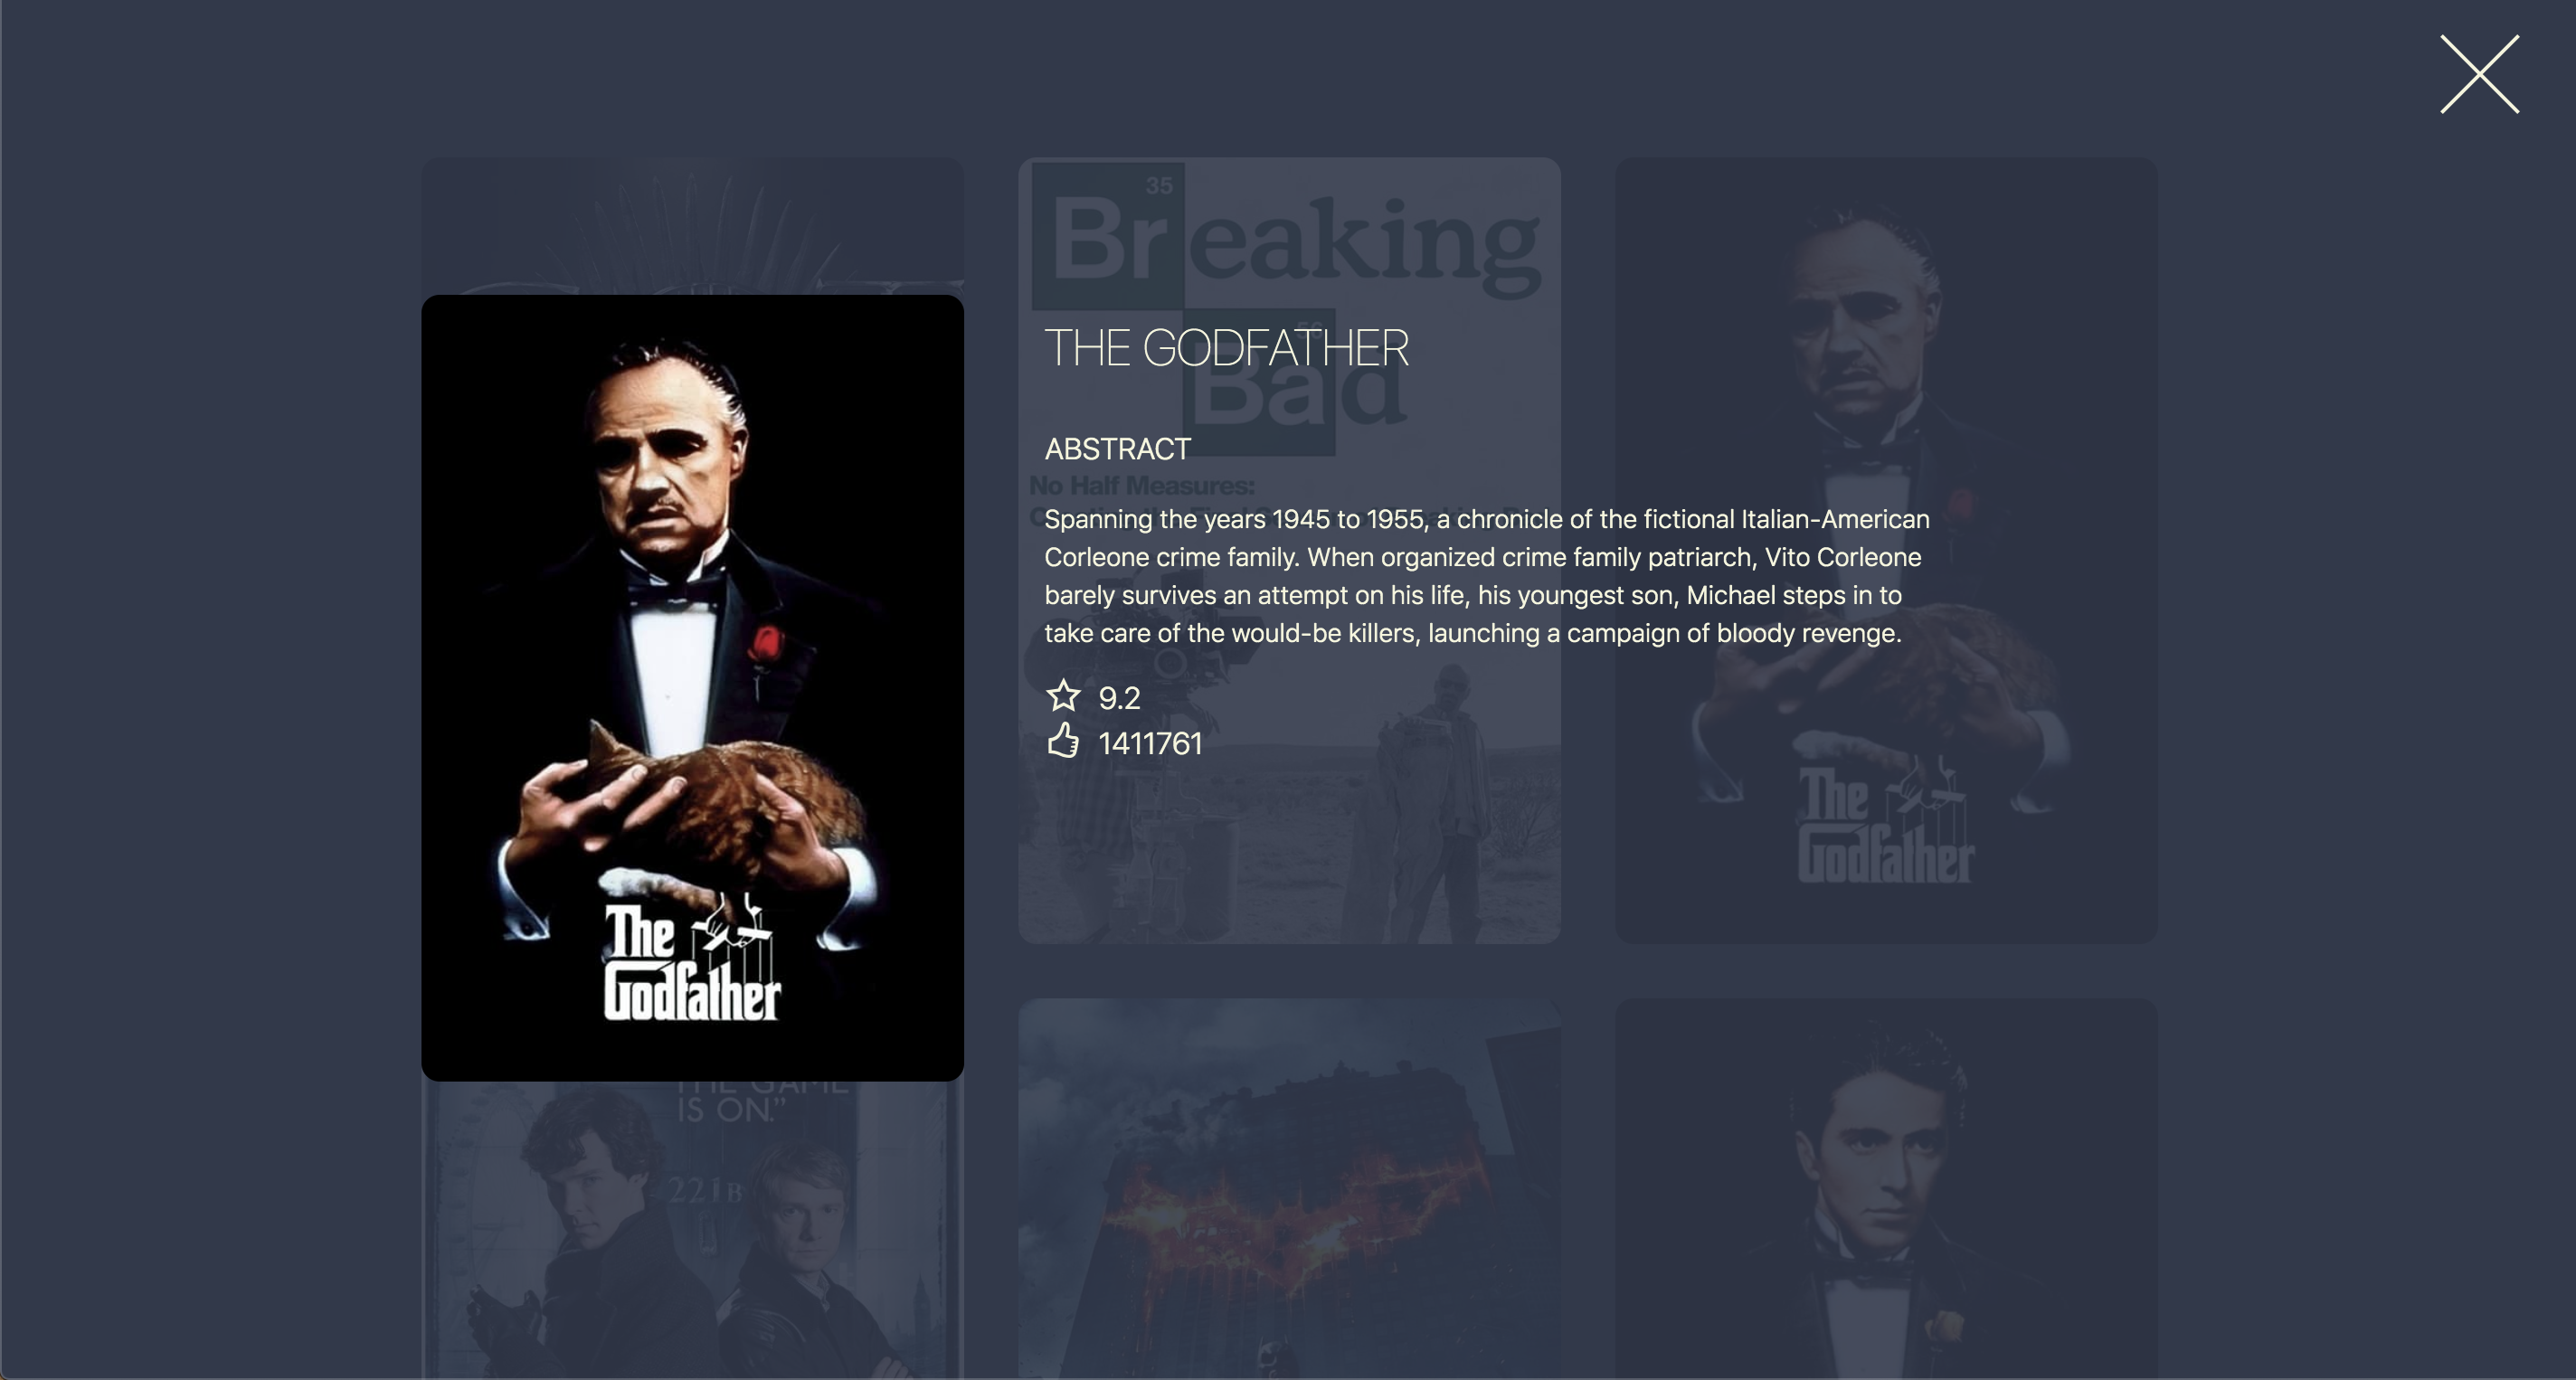 35
Breaking
56
Bad
No Half Measures:
THE GODFATHER
ABSTRACT
Spanning the years 1945 to 1955, a chronicle of the fictional Italian-American
Corleone crime family. When organized crime family patriarch, Vito Corleone
barely survives an attempt on his life, his youngest son, Michael steps in to
take care of the would-be killers, launching a campaign of bloody revenge.
9.2
1411761
The
Godfather
The
Godfather
THE GAME
IS ON.”
221B